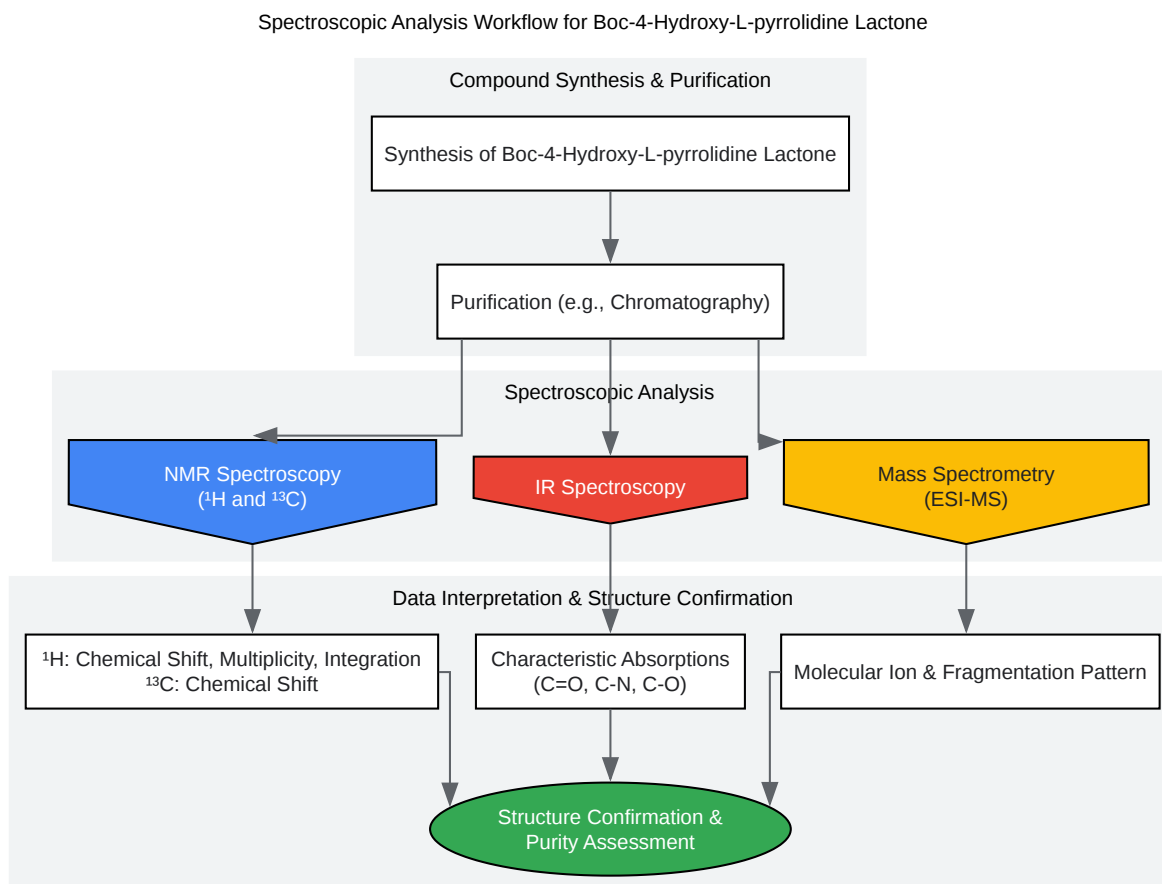 Spectroscopic Analysis Workflow for Boc-4-Hydroxy-L-pyrrolidine Lactone
Compound Synthesis & Purification
Synthesis of Boc-4-Hydroxy-L-pyrrolidine Lactone
Purification (e.g., Chromatography)
Spectroscopic Analysis
NMR Spectroscopy
(¹H and ¹³C)
IR Spectroscopy
Mass Spectrometry
(ESI-MS)
Data Interpretation & Structure Confirmation
¹H: Chemical Shift, Multiplicity, Integration
¹³C: Chemical Shift
Characteristic Absorptions
(C=O, C-N, C-O)
Molecular Ion & Fragmentation Pattern
Structure Confirmation &
Purity Assessment